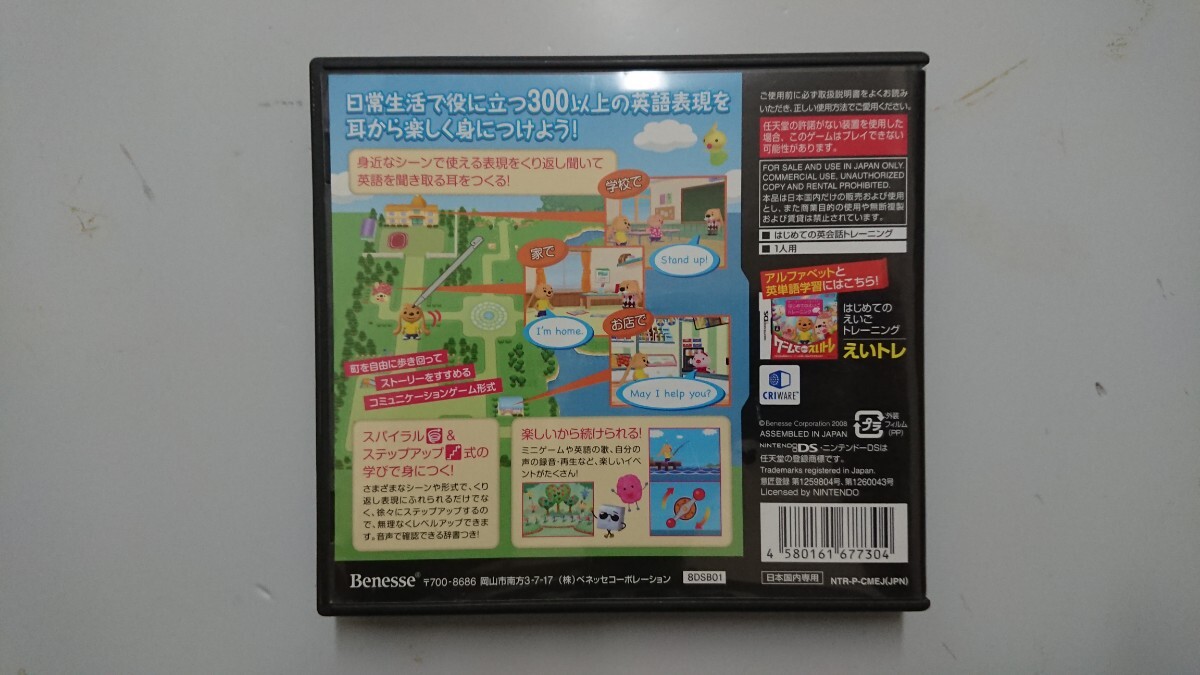 日常生活で役に立つ300以上の英語表現を
耳から楽しく身につけよう!
身近なシーンで使える表現をくり返し聞いて
英語を聞き取る耳をつくる!
学校で
Stand up!
家で
I'm home.
お店で
May I help you?
町を自由に歩き回って
ストーリーをすすめる
コミュニケーションゲーム形式
スパイラル &
ステップアップ 式の
学びで身につく!
さまざまなシーンや形式で、くり
返し表現にふれられるだけでな
く、徐々にステップアップするの
で、無理なくレベルアップできま
す。音声で確認できる辞書つき!
楽しいから続けられる!
ミニゲームや英語の歌、自分の
声の録音・再生など、楽しいイベ
ントがたくさん!
Benesse® 〒700-8686 岡山市南方3-7-17 (株)ベネッセコーポレーション 8DSB01
ご使用前に必ず取扱説明書をよくお読み
いただき、正しい使用方法でご愛用ください。
任天堂の許諾がない装置を使用した
場合、このゲームはプレイできない
可能性があります。
FOR SALE AND USE IN JAPAN ONLY.
COMMERCIAL USE, UNAUTHORIZED
COPY AND RENTAL PROHIBITED.
本品は日本国内だけの販売および使用
とし、また商業目的の使用や無断複製
および賃貸は禁止されています。
■ はじめての英会話トレーニング
■ 1人用
アルファベットと
英単語学習にはこちら!
はじめての
えいご
トレーニング
えいトレ
CRIWARE™
©Benesse Corporation 2008
ASSEMBLED IN JAPAN
プラ
外装
フィルム
(PP)
NINTENDO DS・ニンテンドーDSは
任天堂の登録商標です。
Trademarks registered in Japan.
意匠登録 第1259804号、第1260043号
Licensed by NINTENDO
4 580161 677304
日本国内専用 NTR-P-CMEJ(JPN)